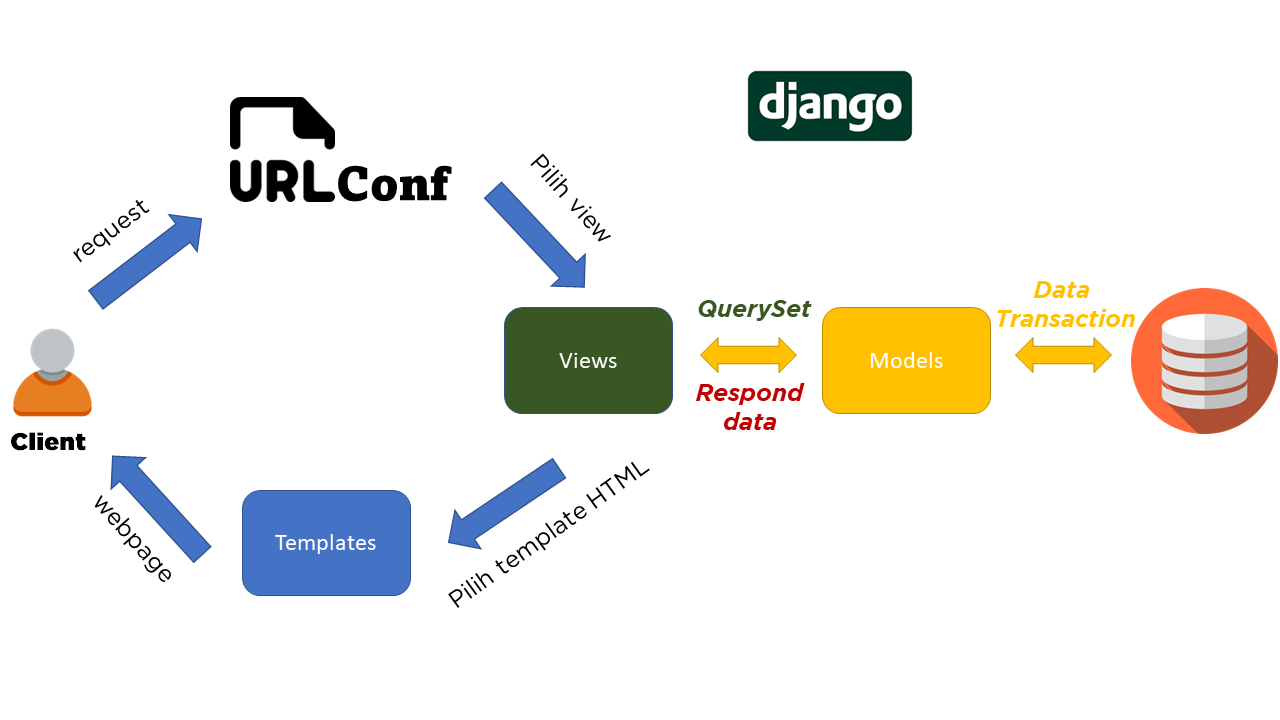 django
URLConf
request
Pilih view
Client
Views
QuerySet
Respond
data
Models
Data
Transaction
Pilih template HTML
Templates
webpage